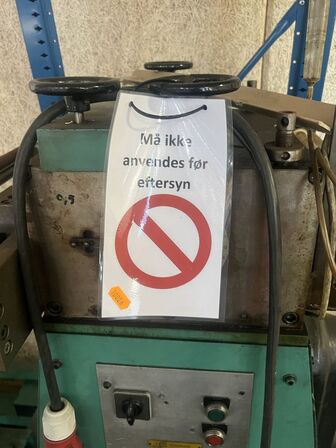 Må ikke
anvendes før
eftersyn